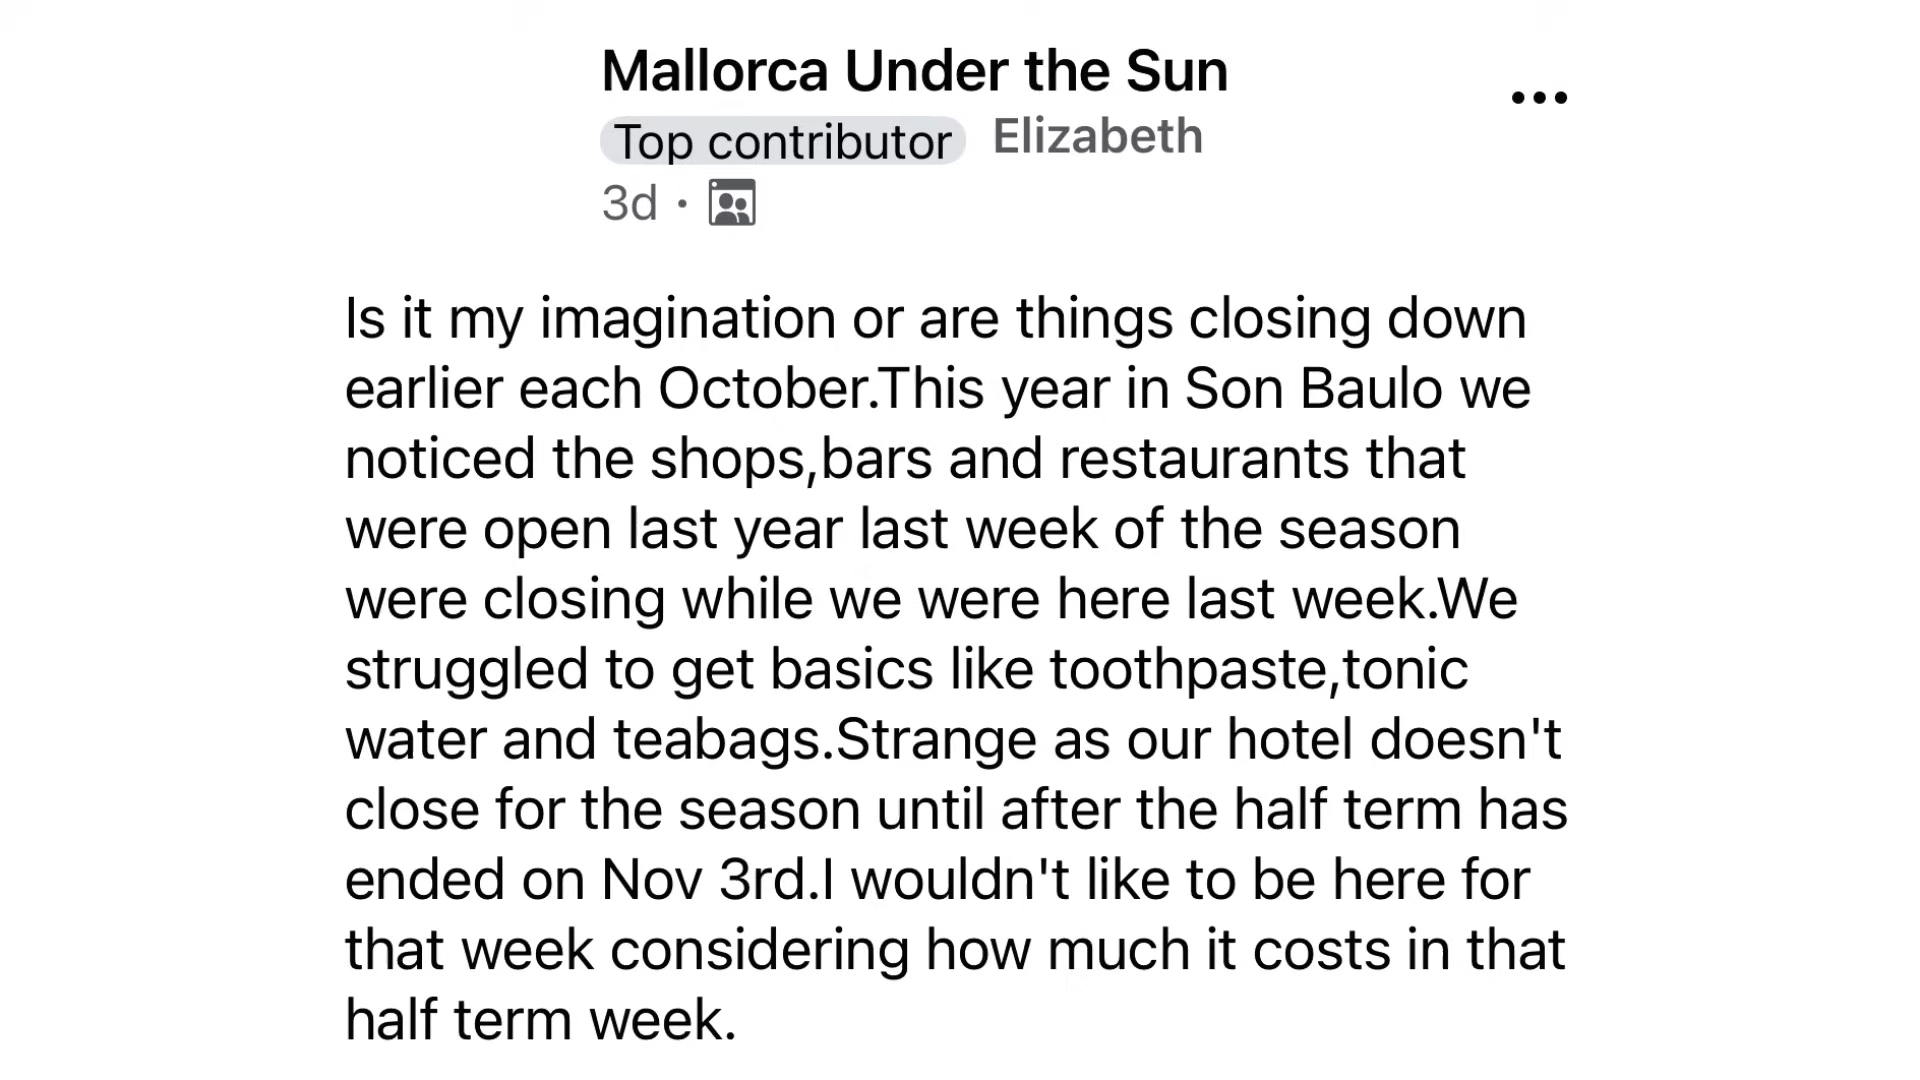 Mallorca Under the Sun
Top contributor Elizabeth
3d ·
Is it my imagination or are things closing down
earlier each October.This year in Son Baulo we
noticed the shops,bars and restaurants that
were open last year last week of the season
were closing while we were here last week.We
struggled to get basics like toothpaste,tonic
water and teabags.Strange as our hotel doesn't
close for the season until after the half term has
ended on Nov 3rd.I wouldn't like to be here for
that week considering how much it costs in that
half term week.